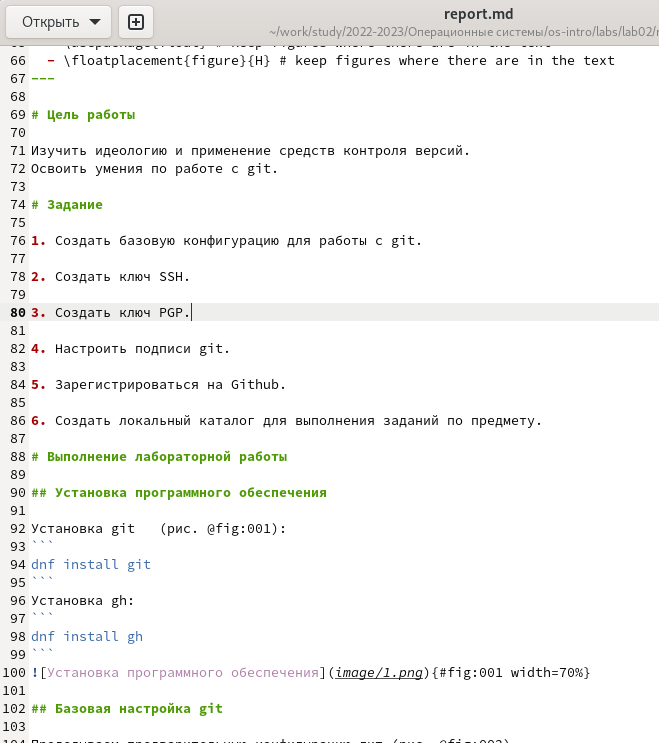 Открыть
report.md
~/work/study/2022-2023/Операционные системы/os-intro/labs/lab02/
66 - \floatplacement{figure}{H} # keep figures where there are in the text
67 ---
68
69 # Цель работы
70
71 Изучить идеологию и применение средств контроля версий.
72 Освоить умения по работе с git.
73
74 # Задание
75
76 1. Создать базовую конфигурацию для работы с git.
77
78 2. Создать ключ SSH.
79
80 3. Создать ключ PGP.
81
82 4. Настроить подписи git.
83
84 5. Зарегистрироваться на Github.
85
86 6. Создать локальный каталог для выполнения заданий по предмету.
87
88 # Выполнение лабораторной работы
89
90 ## Установка программного обеспечения
91
92 Установка git   (рис. @fig:001):
93 ```
94 dnf install git
95 ```
96 Установка gh:
97 ```
98 dnf install gh
99 ```
100 ![Установка программного обеспечения](image/1.png){#fig:001 width=70%}
101
102 ## Базовая настройка git
103